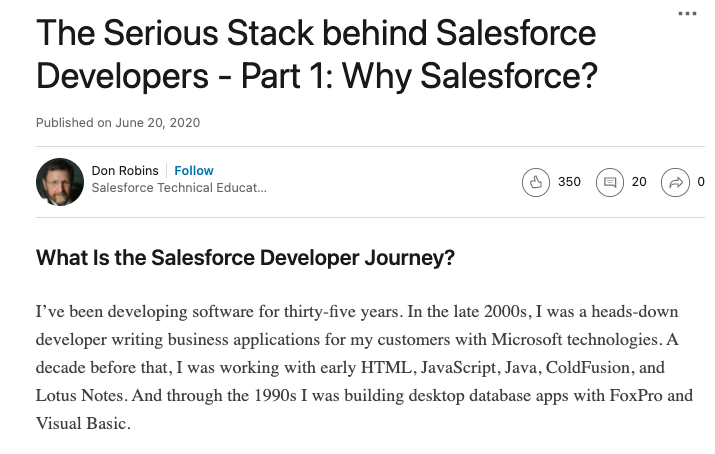 The Serious Stack behind Salesforce
Developers - Part 1: Why Salesforce?
Published on June 20, 2020
Don Robins
Follow
Salesforce Technical Educat...
350
20
0
What Is the Salesforce Developer Journey?
I’ve been developing software for thirty-five years. In the late 2000s, I was a heads-down
developer writing business applications for my customers with Microsoft technologies. A
decade before that, I was working with early HTML, JavaScript, Java, ColdFusion, and
Lotus Notes. And through the 1990s I was building desktop database apps with FoxPro and
Visual Basic.